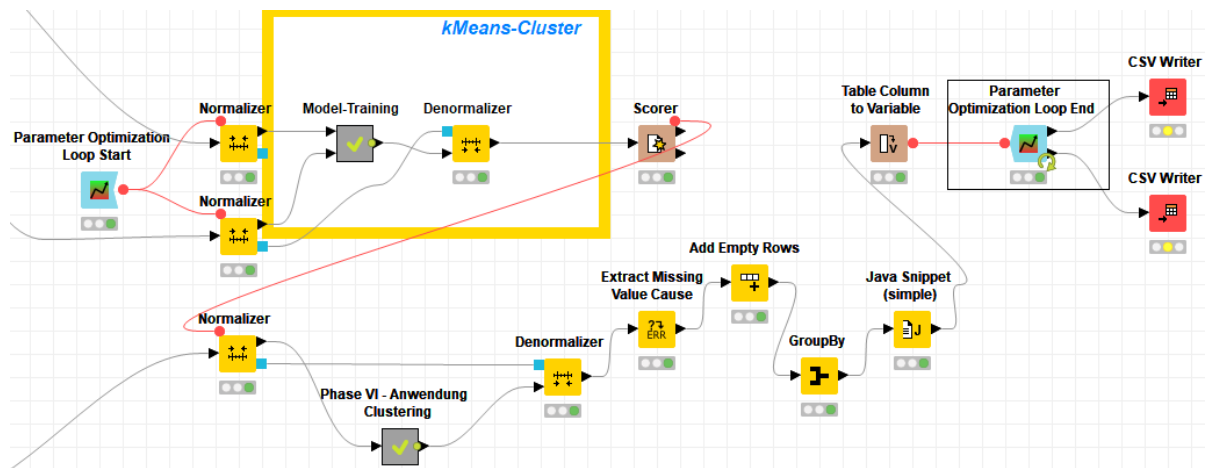 kMeans-Cluster
CSV Writer
Normalizer
Model-Training
Denormalizer
Scorer
Table Column
to Variable
Parameter
Optimization Loop End
Parameter Optimization
Loop Start
V
CSV Writer
Normalizer
Add Empty Rows
Extract Missing
Value Cause
Java Snippet
(simple)
Normalizer
?
ERR
J
Denormalizer
GroupBy
Phase VI - Anwendung
Clustering